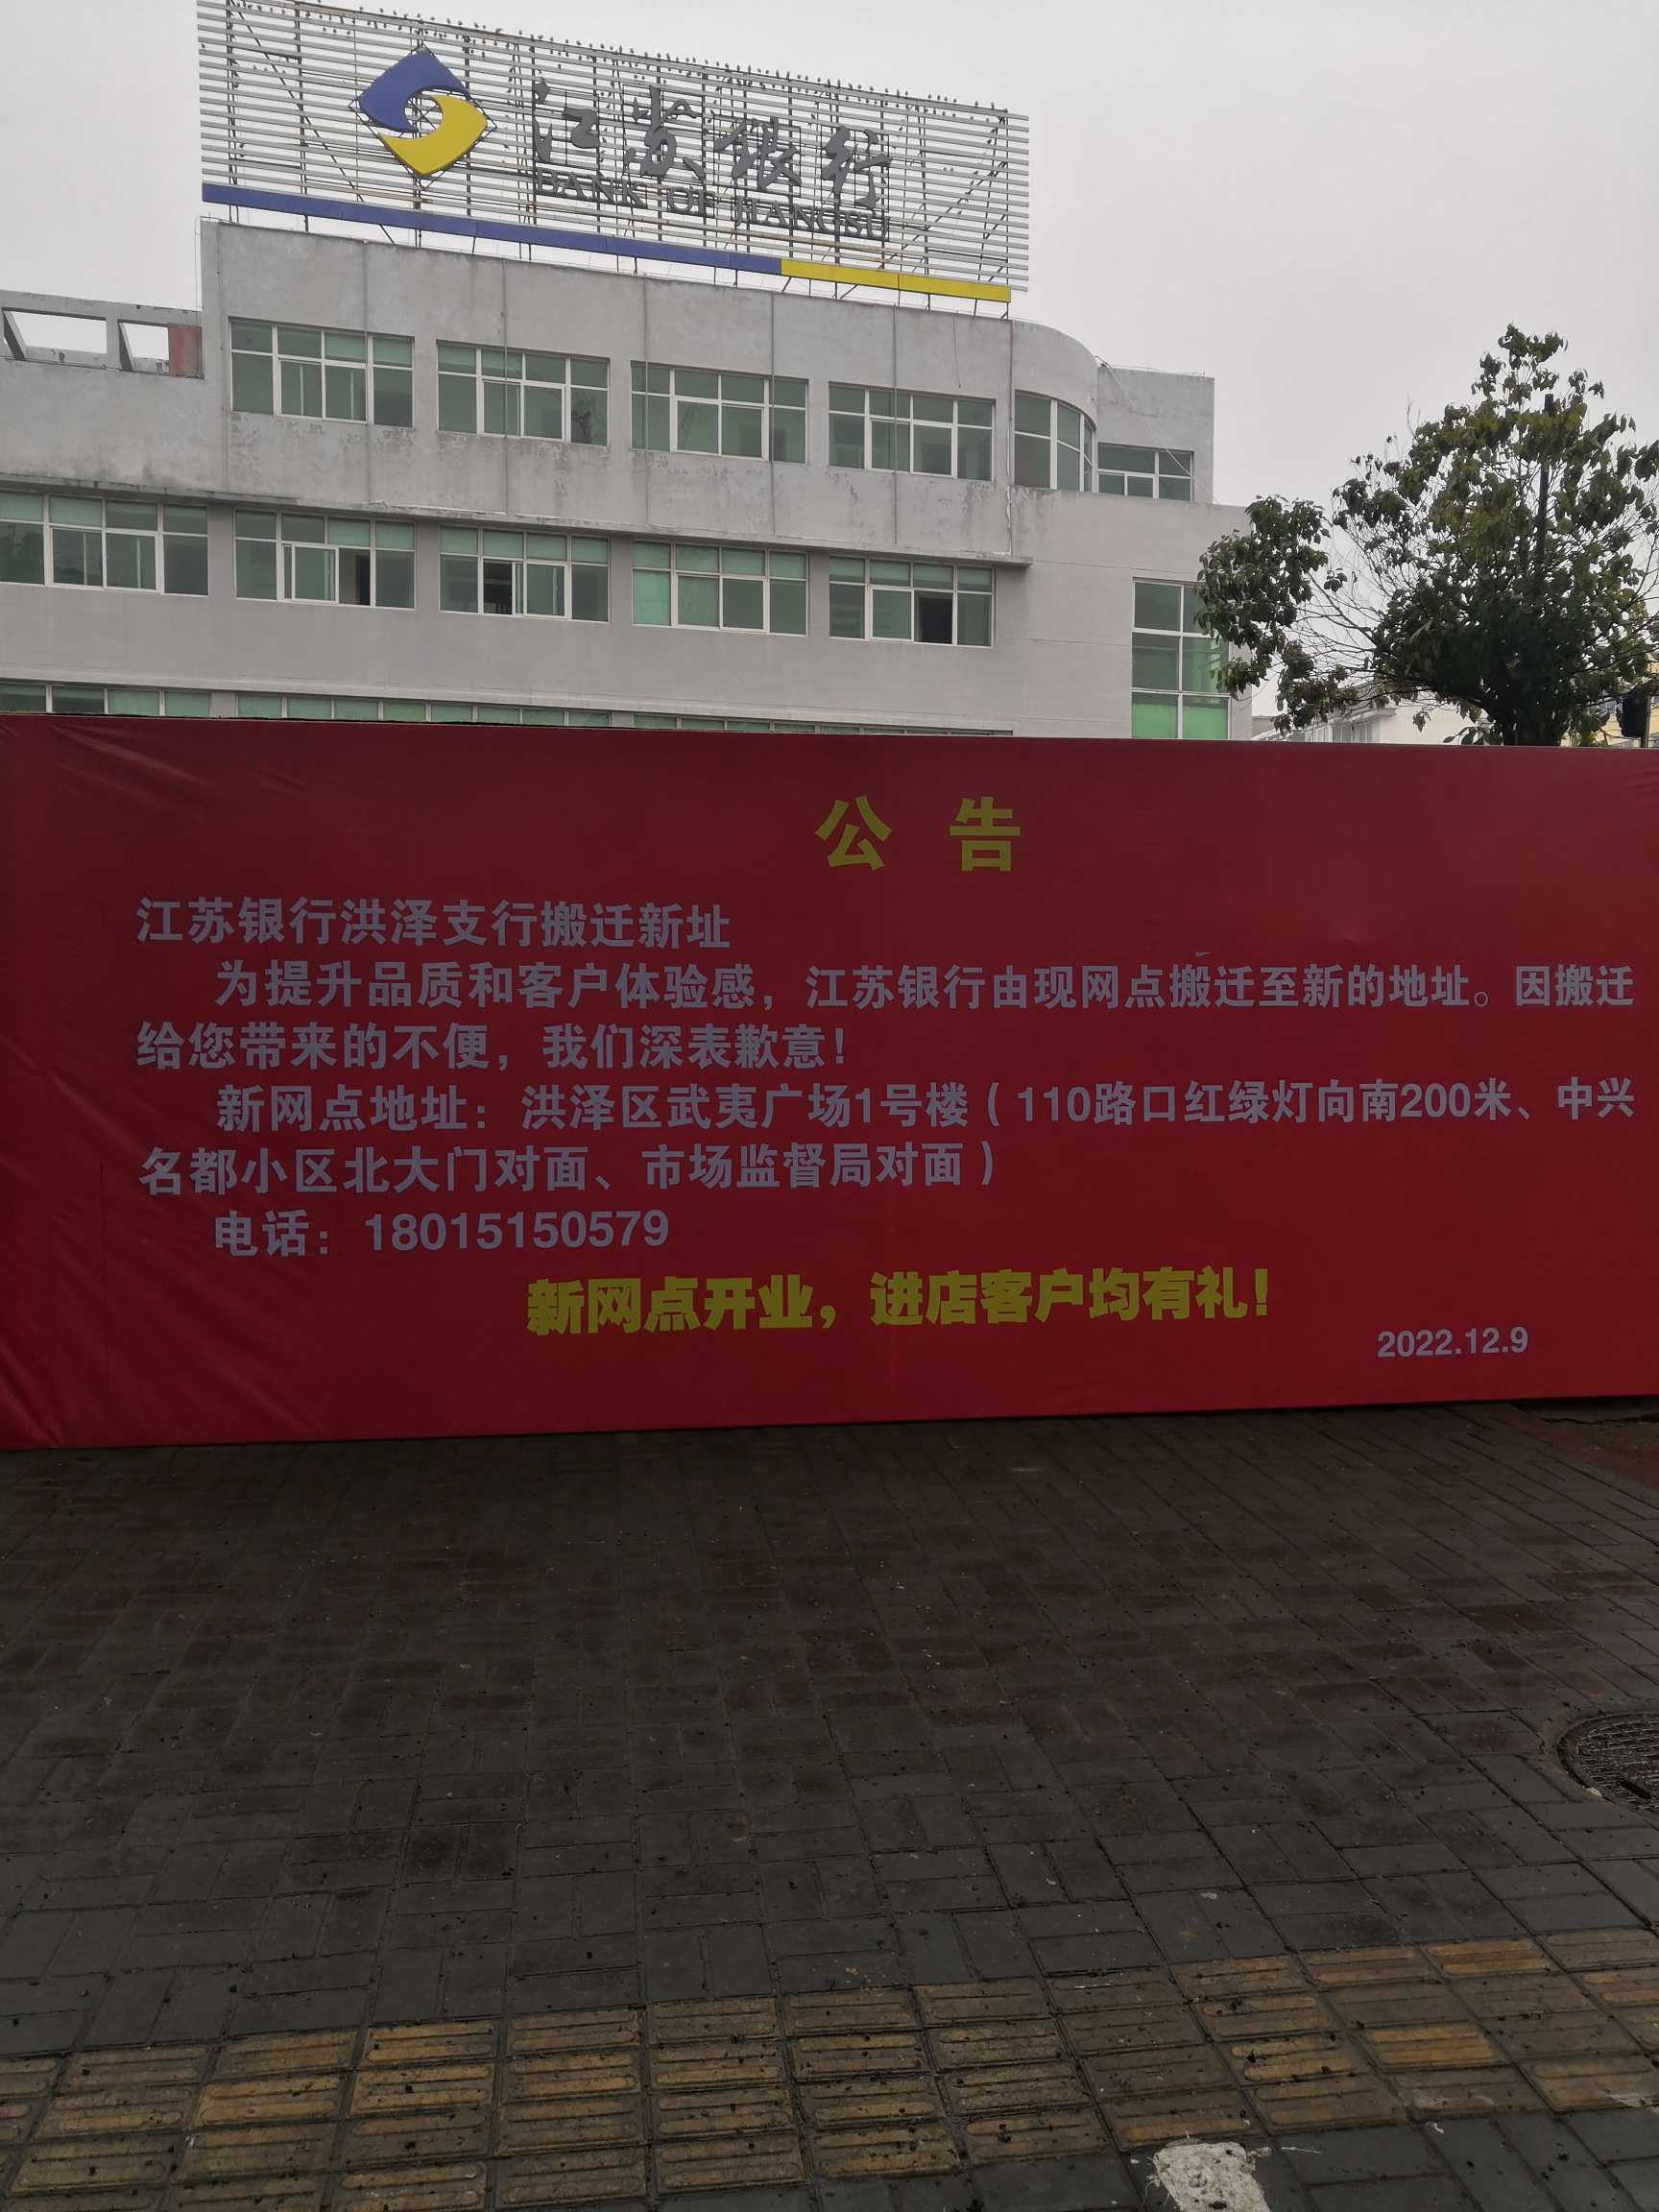 江苏银行
BANK OF JIANGSU
公 告
江苏银行洪泽支行搬迁新址
为提升品质和客户体验感，江苏银行由现网点搬迁至新的地址。因搬迁
给您带来的不便，我们深表歉意！
新网点地址：洪泽区武夷广场1号楼（110路口红绿灯向南200米、中兴
名都小区北大门对面、市场监督局对面）
电话：18015150579
新网点开业，进店客户均有礼！
2022.12.9